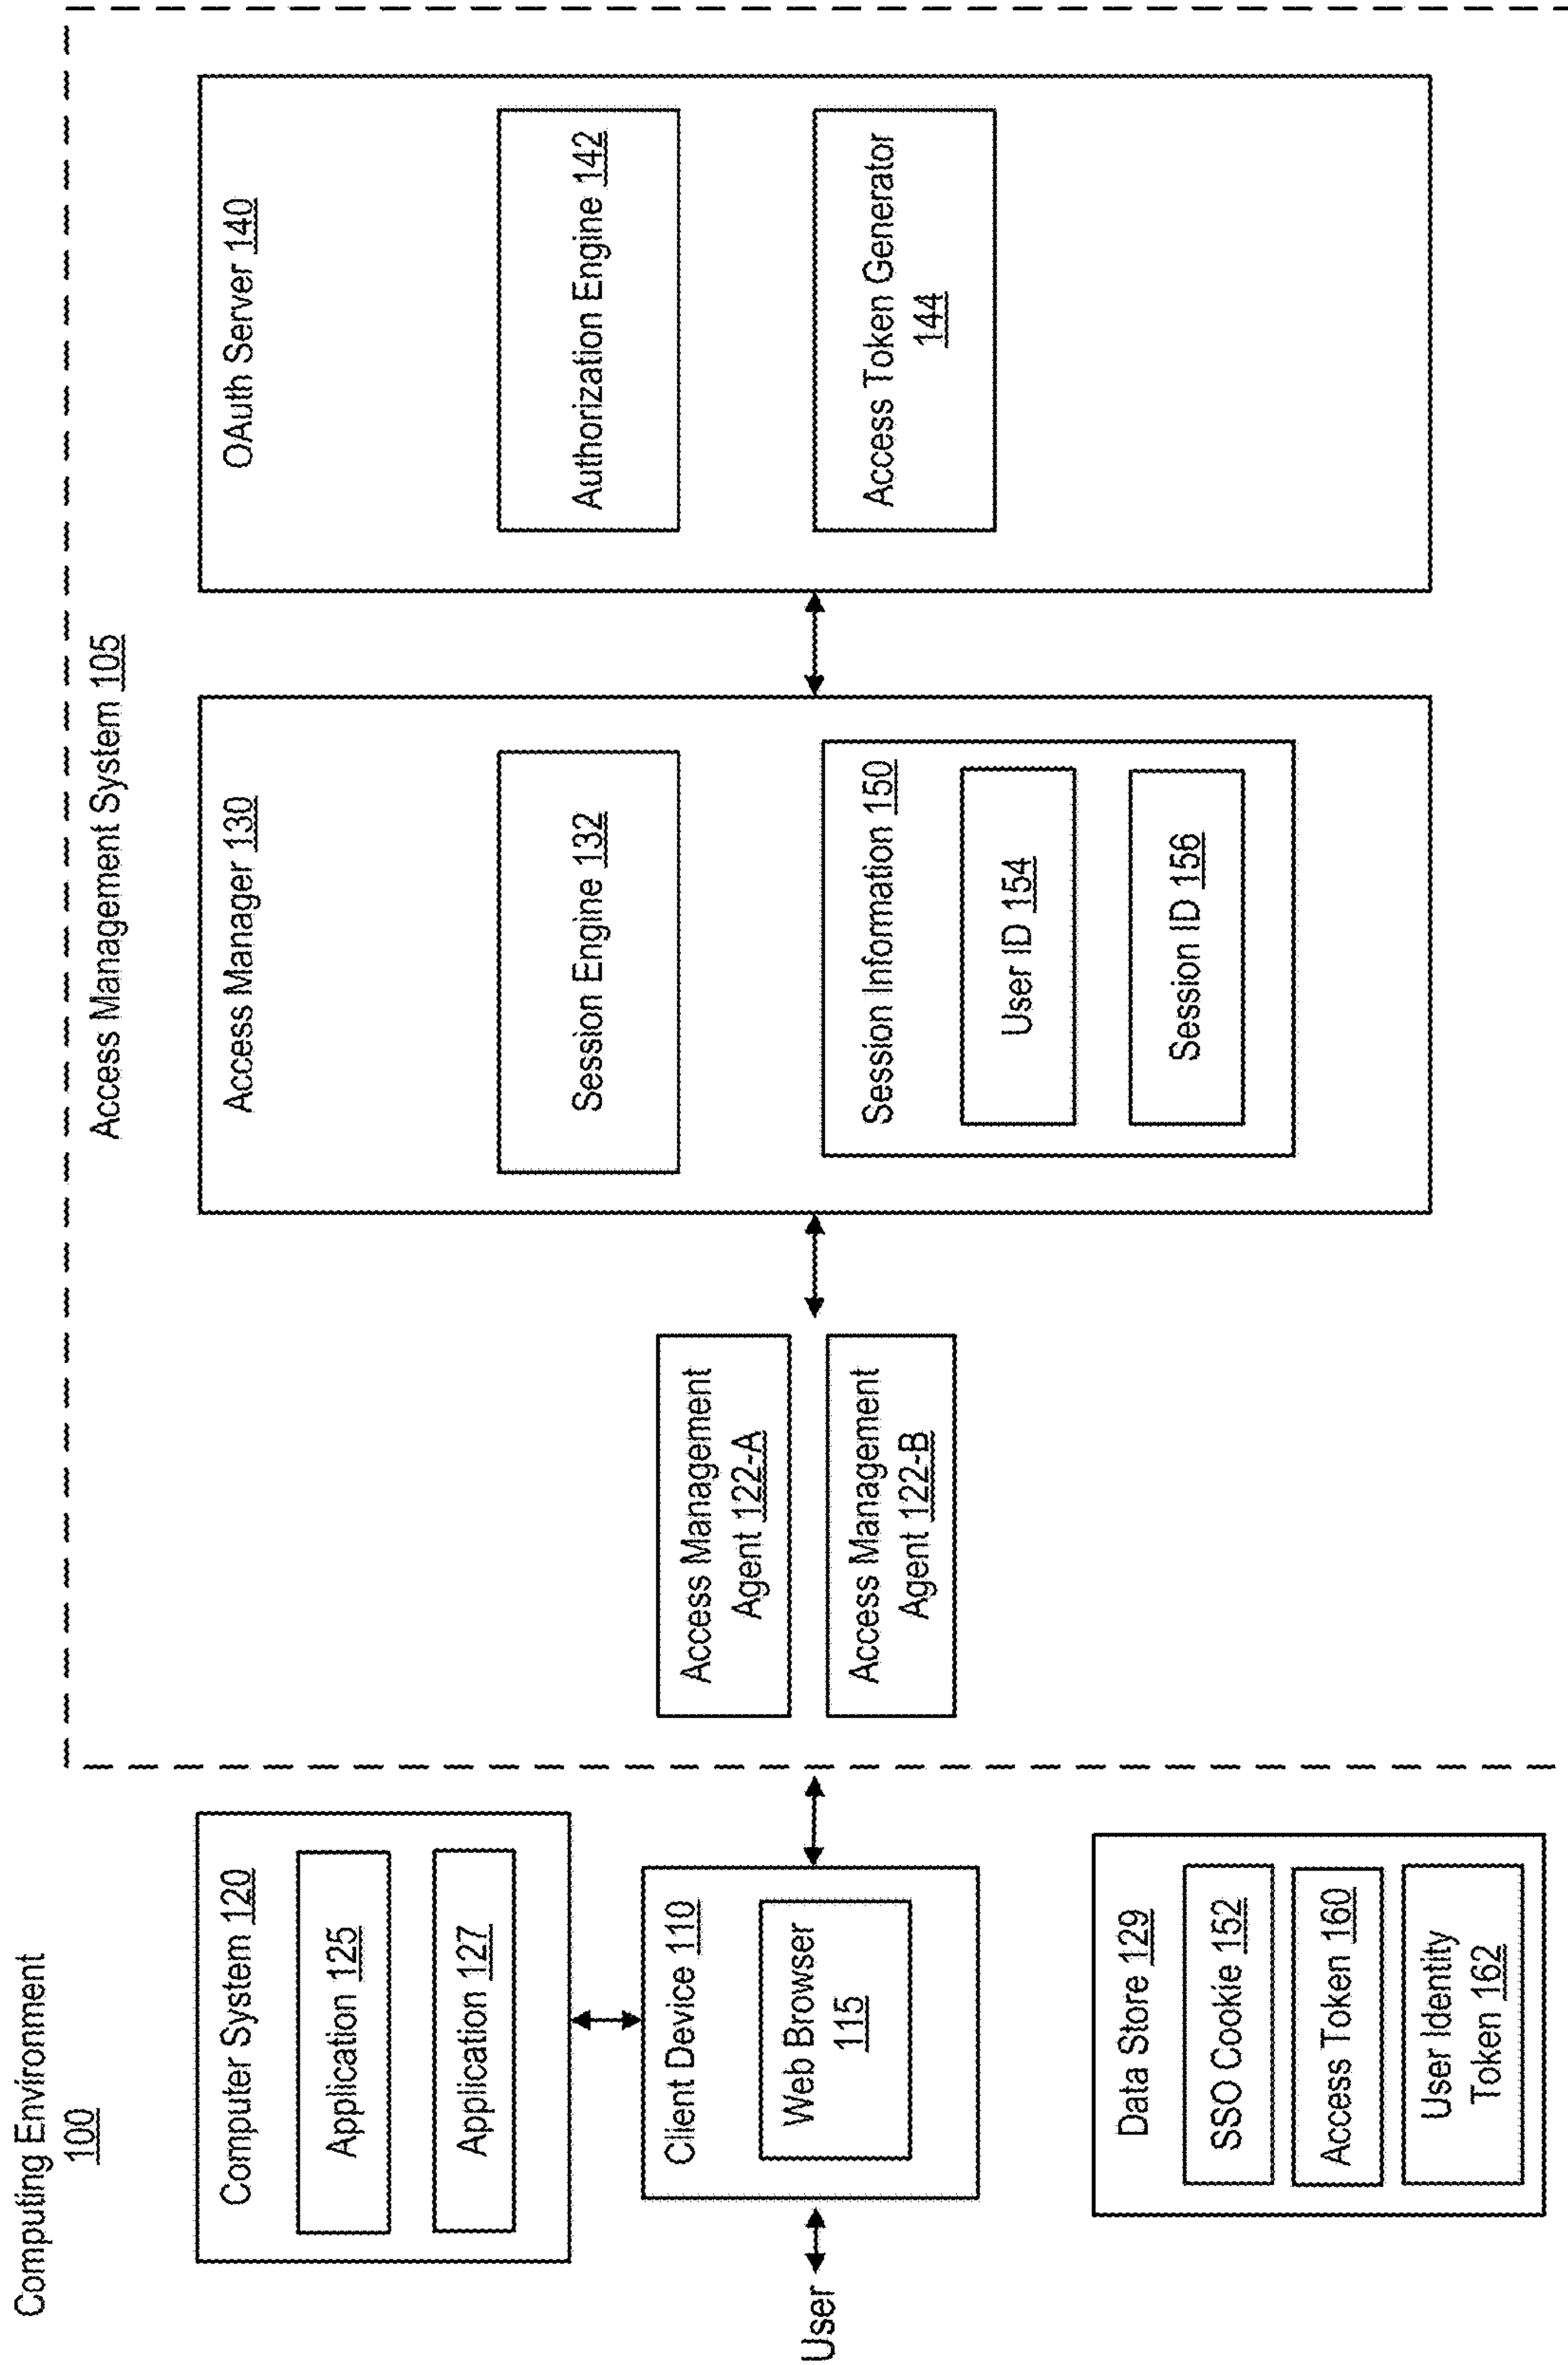 Computing Environment
100
Computer System 120
Application 125
Application 127
User
Client Device 110
Web Browser
115
Data Store 129
SSO Cookie 152
Access Token 160
User Identity
Token 162
Access Management System 105
Access Management
Agent 122-A
Access Management
Agent 122-B
Access Manager 130
Session Engine 132
Session Information 150
User ID 154
Session ID 156
OAuth Server 140
Authorization Engine 142
Access Token Generator
144